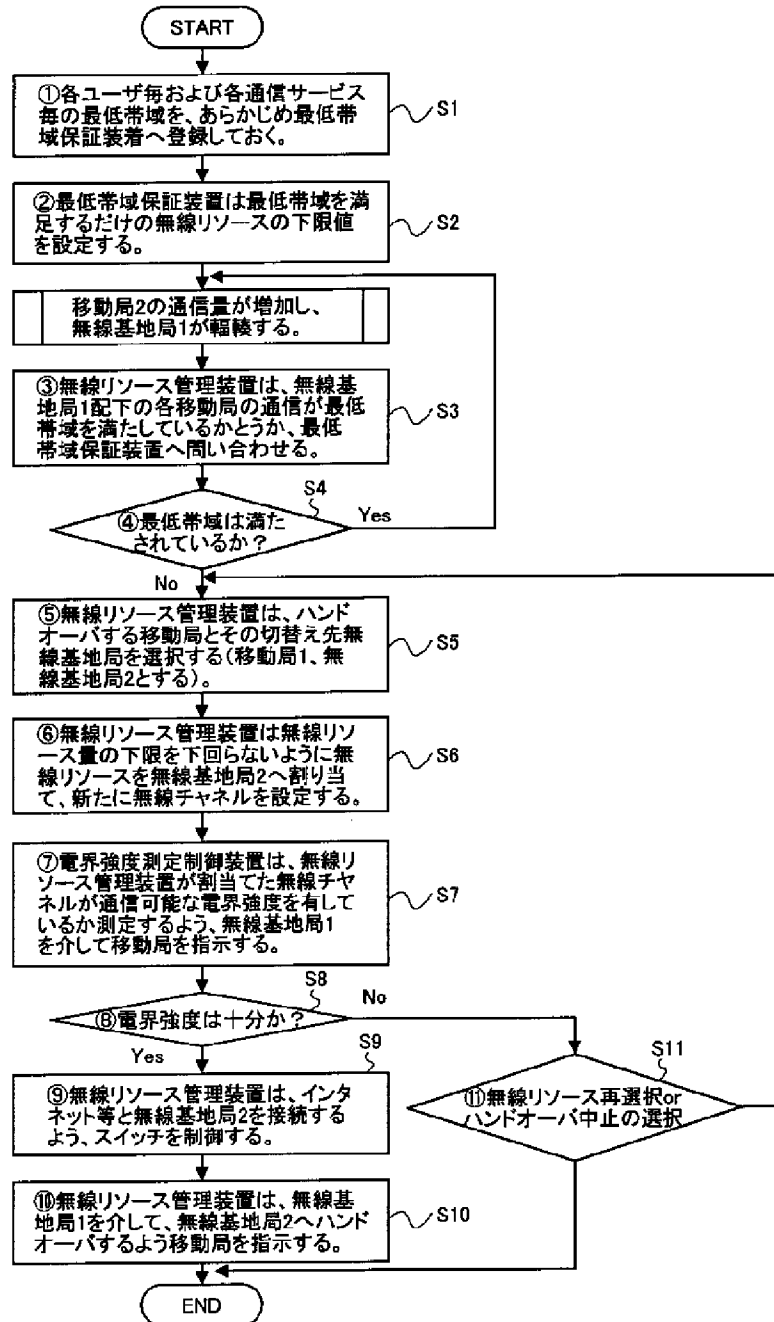 START
①各ユーザ毎および各通信サービス
毎の最低帯域を、あらかじめ最低帯
域保証装着へ登録しておく。
S1
②最低帯域保証装置は最低帯域を満
足するだけの無線リソースの下限値
を設定する。
S2
移動局2の通信量が増加し、
無線基地局1が輻輳する。
③無線リソース管理装置は、無線基
地局1配下の各移動局の通信が最低
帯域を満たしているかとうか、最低
帯域保証装置へ問い合わせる。
S3
S4
④最低帯域は満た
されているか？
Yes
No
⑤無線リソース管理装置は、ハンド
オーバする移動局とその切替え先無
線基地局を選択する(移動局1、無
線基地局2とする)。
S5
⑥無線リソース管理装置は無線リソ
ース量の下限を下回らないように無
線リソースを無線基地局2へ割り当
て、新たに無線チャネルを設定する。
S6
⑦電界強度測定制御装置は、無線リ
ソース管理装置が割当てた無線チヤ
ネルが通信可能な電界強度を有して
いるか測定するよう、無線基地局1
を介して移動局を指示する。
S7
S8
⑧電界強度は十分か？
No
Yes
S9
⑨無線リソース管理装置は、インタ
ネット等と無線基地局2を接続する
よう、スイッチを制御する。
S11
⑪無線リソース再選択or
ハンドオーバ中止の選択
⑩無線リソース管理装置は、無線基
地局1を介して、無線基地局2へハンド
オーバするよう移動局を指示する。
S10
END